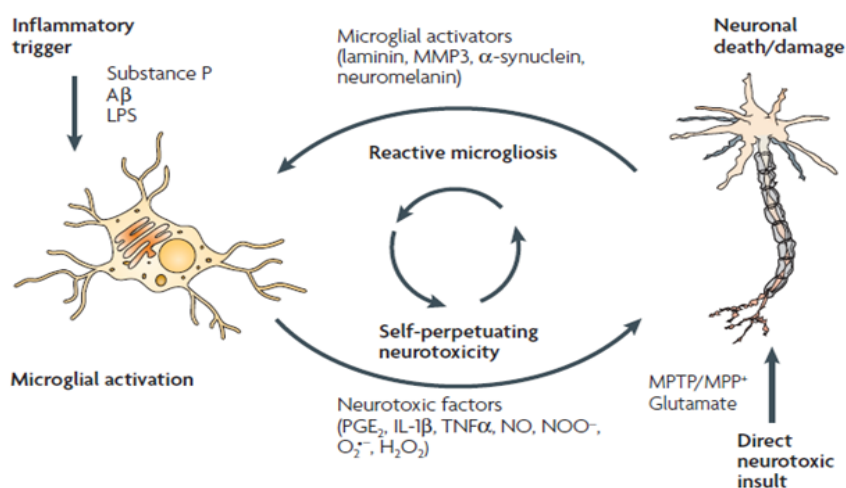 Inflammatory
trigger
Substance P
Aβ
LPS
Microglial activators
(laminin, MMP3, α-synuclein,
neuromelanin)
Neuronal
death/damage
Reactive microgliosis
Self-perpetuating
neurotoxicity
Microglial activation
Neurotoxic factors
(PGE₂, IL-1β, TNFα, NO, NOO⁻,
O₂•⁻, H₂O₂)
MPTP/MPP⁺
Glutamate
Direct
neurotoxic
insult